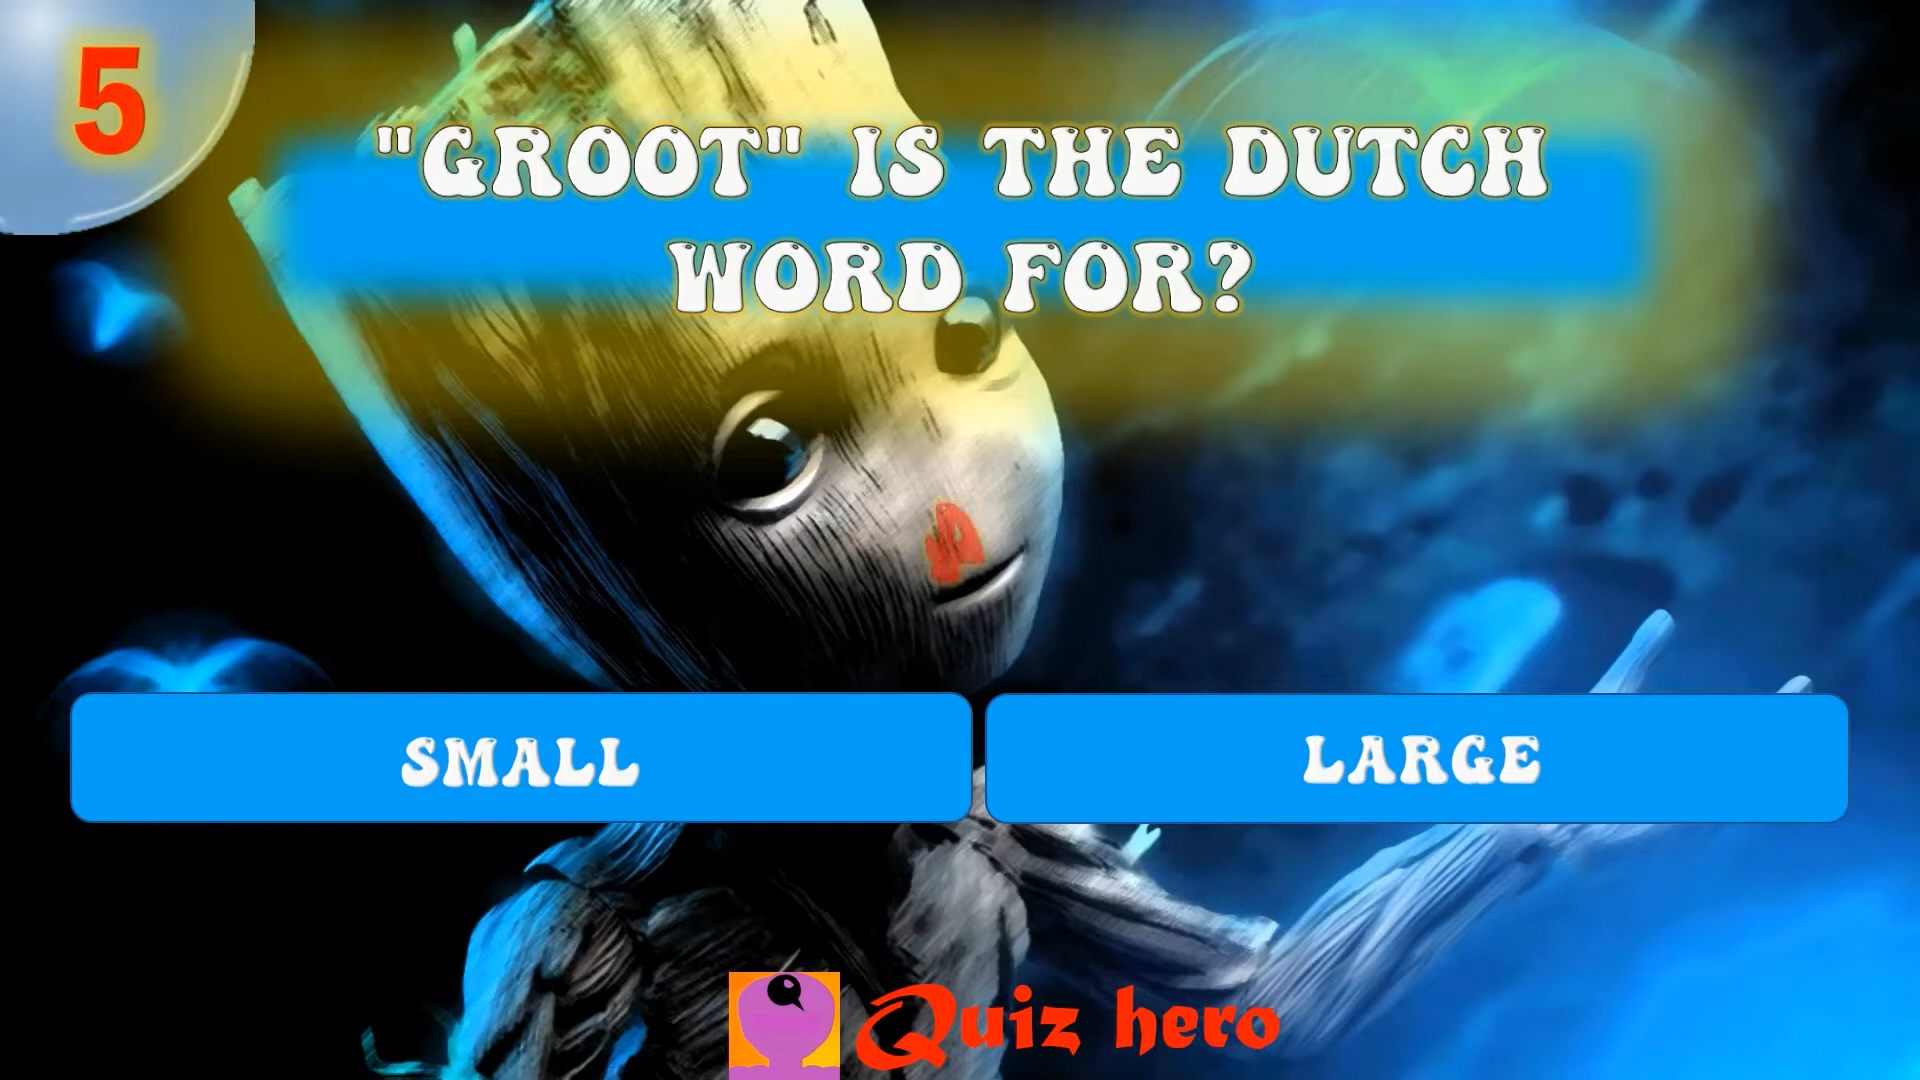 5
"GROOT" IS THE DUTCH
WORD FOR?
SMALL
LARGE
Quiz hero